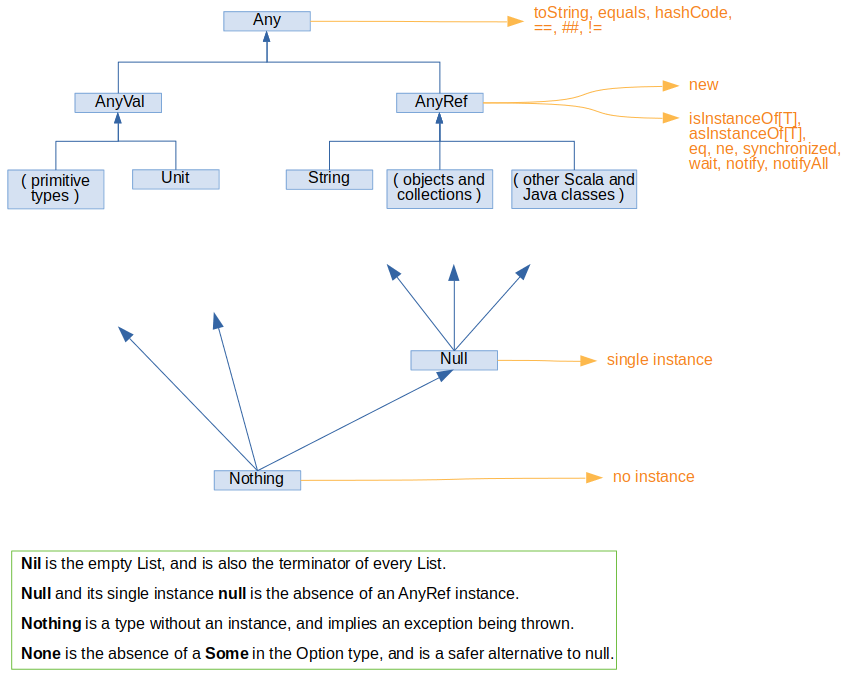 Any
toString, equals, hashCode,
==, ##, !=
AnyVal
AnyRef
new
isInstanceOf[T],
asInstanceOf[T],
eq, ne, synchronized,
wait, notify, notifyAll
( primitive
types )
Unit
String
( objects and
collections )
( other Scala and
Java classes )
Null
single instance
Nothing
no instance
Nil is the empty List, and is also the terminator of every List.
Null and its single instance null is the absence of an AnyRef instance.
Nothing is a type without an instance, and implies an exception being thrown.
None is the absence of a Some in the Option type, and is a safer alternative to null.